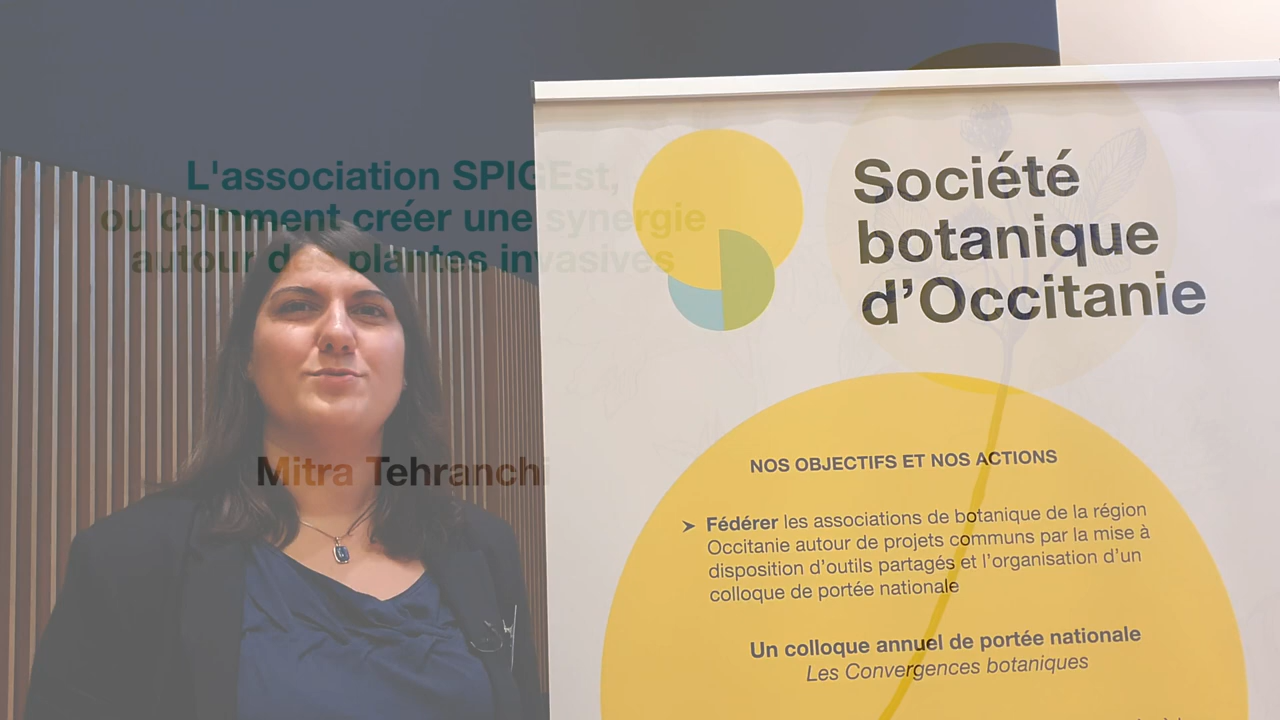 L'association SPIGEst,
ou comment créer une synergie
autour des plantes invasives
Mitra Tehranchi
Société
botanique
d’Occitanie
NOS OBJECTIFS ET NOS ACTIONS
➤ Fédérer les associations de botanique de la région
Occitanie autour de projets communs par la mise à
disposition d’outils partagés et l’organisation d’un
colloque de portée nationale
Un colloque annuel de portée nationale
Les Convergences botaniques